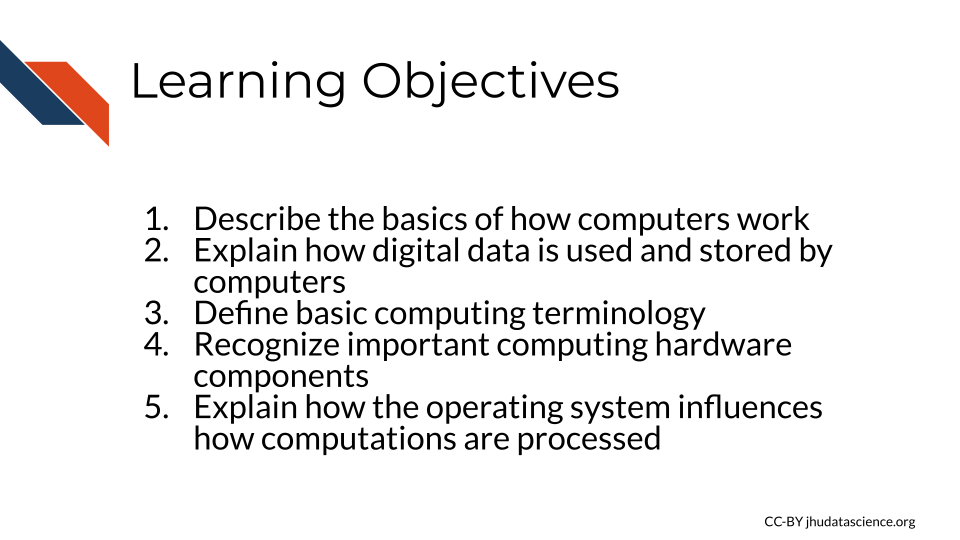 Learning Objectives
1. Describe the basics of how computers work
2. Explain how digital data is used and stored by
computers
3. Define basic computing terminology
4. Recognize important computing hardware
components
5. Explain how the operating system influences
how computations are processed
CC-BY jhudatascience.org